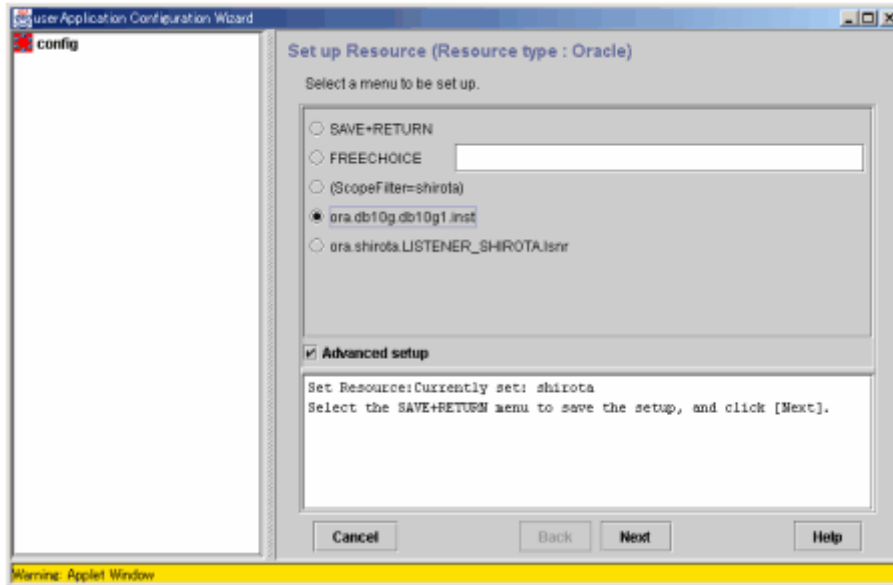 userApplication Configuration Wizard
config
Set up Resource (Resource type : Oracle)
Select a menu to be set up.
SAVE+RETURN
FREECHOICE
(ScopeFilter=shirota)
ora.db10g.db10g1.inst
ora.shirota.LISTENER_SHIROTA.lsnr
Advanced setup
Set Resource:Currently set: shirota
Select the SAVE+RETURN menu to save the setup, and click [Next].
Cancel Back Next Help
Warning: Applet Window